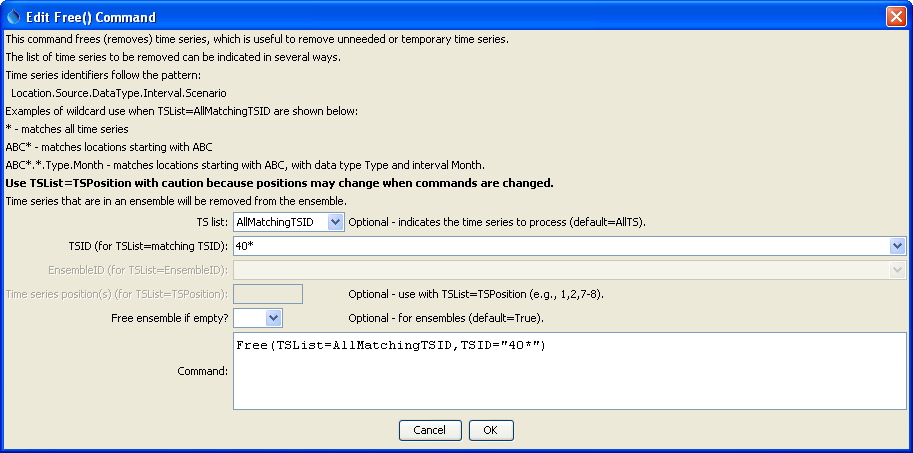 Edit Free() Command
This command frees (removes) time series, which is useful to remove unneeded or temporary time series.
The list of time series to be removed can be indicated in several ways.
Time series identifiers follow the pattern:
Location.Source.DataType.Interval.Scenario
Examples of wildcard use when TSList=AllMatchingTSID are shown below:
* - matches all time series
ABC* - matches locations starting with ABC
ABC*.*.Type.Month - matches locations starting with ABC, with data type Type and interval Month.
Use TSList=TSPosition with caution because positions may change when commands are changed.
Time series that are in an ensemble will be removed from the ensemble.
TS list: AllMatchingTSID Optional - indicates the time series to process (default=AllTS).
TSID (for TSList=matching TSID): 40*
EnsembleID (for TSList=EnsembleID):
Time series position(s) (for TSList=TSPosition): Optional - use with TSList=TSPosition (e.g., 1,2,7-8).
Free ensemble if empty? Optional - for ensembles (default=True).
Command: Free(TSList=AllMatchingTSID,TSID="40*")
Cancel OK